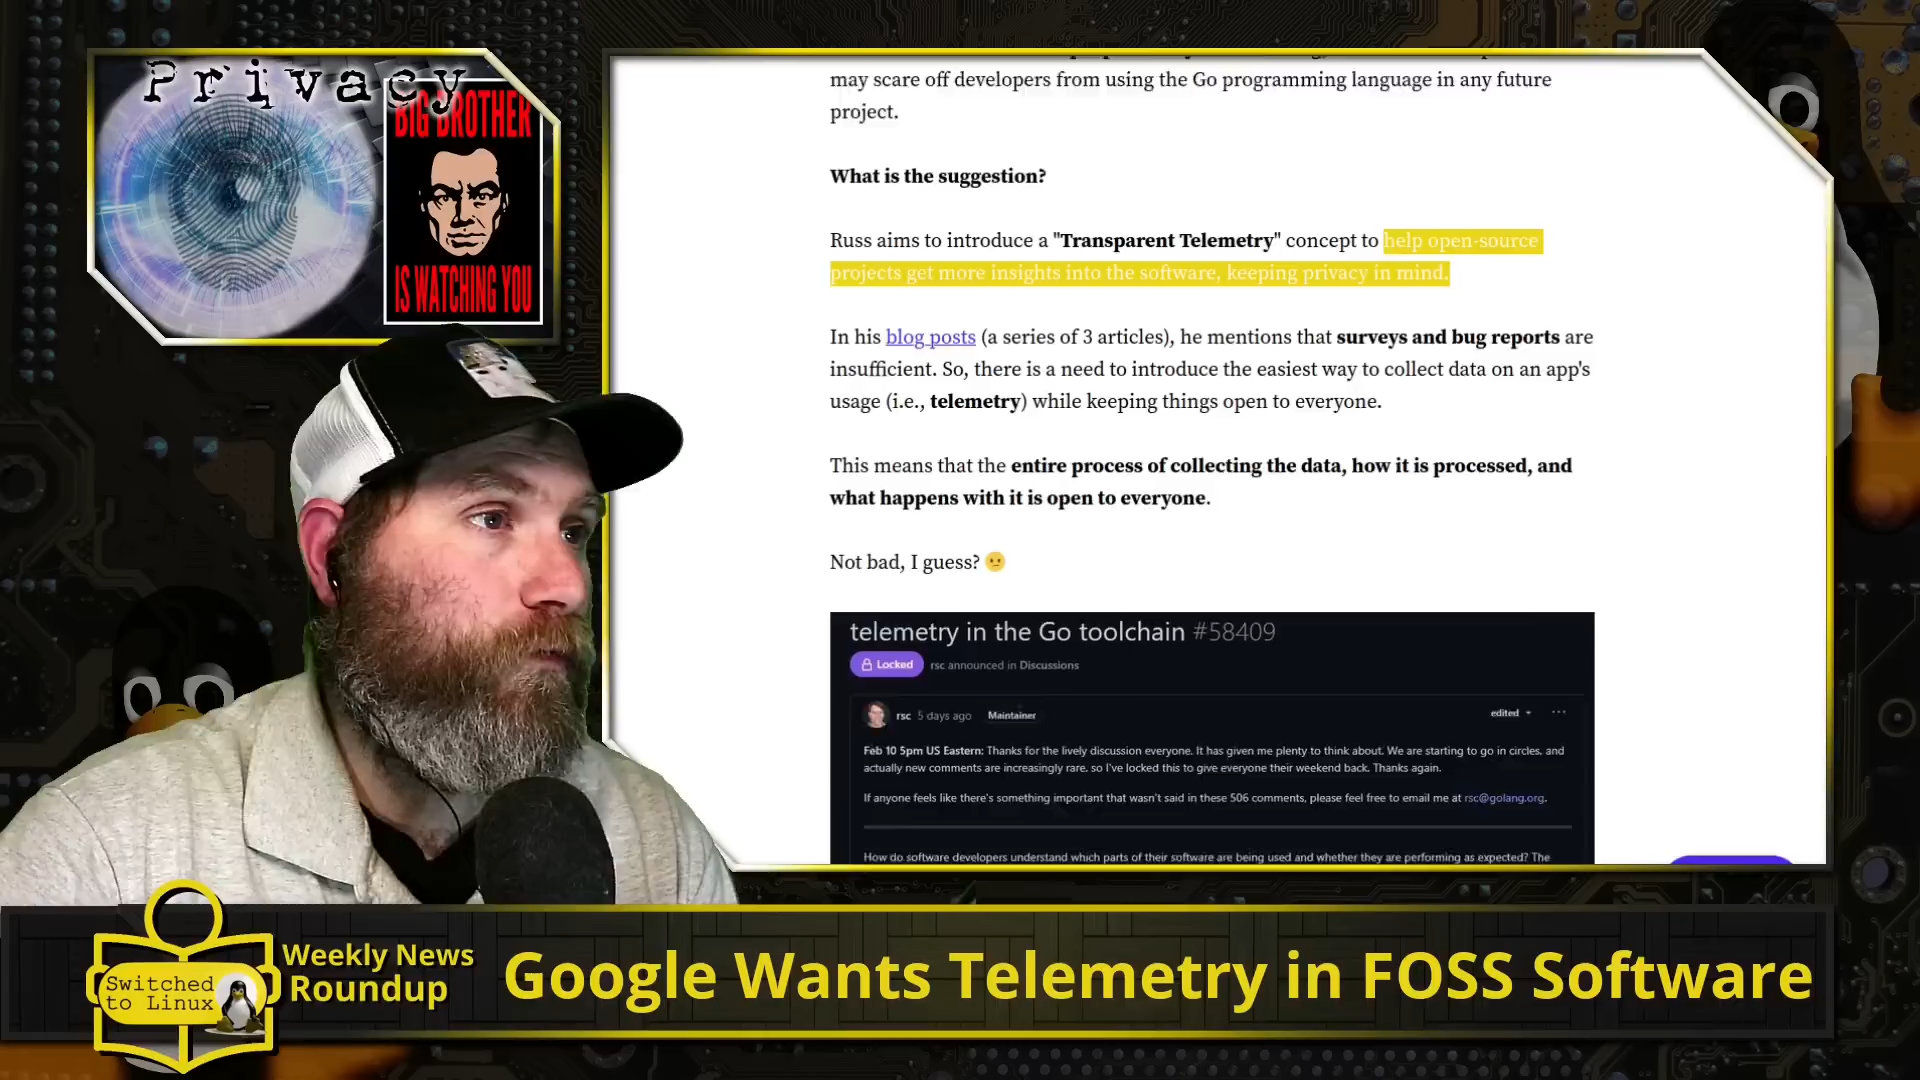 Privacy
BIG BROTHER
IS WATCHING YOU
may scare off developers from using the Go programming language in any future
project.
What is the suggestion?
Russ aims to introduce a "Transparent Telemetry" concept to help open-source
projects get more insights into the software, keeping privacy in mind.
In his blog posts (a series of 3 articles), he mentions that surveys and bug reports are
insufficient. So, there is a need to introduce the easiest way to collect data on an app's
usage (i.e., telemetry) while keeping things open to everyone.
This means that the entire process of collecting the data, how it is processed, and
what happens with it is open to everyone.
Not bad, I guess?
telemetry in the Go toolchain #58409
Locked rsc announced in Discussions
rsc 5 days ago Maintainer edited
Feb 10 5pm US Eastern: Thanks for the lively discussion everyone. It has given me plenty to think about. We are starting to go in circles, and
actually new comments are increasingly rare, so I've locked this to give everyone their weekend back. Thanks again.
If anyone feels like there's something important that wasn't said in these 506 comments, please feel free to email me at rsc@golang.org.
How do software developers understand which parts of their software are being used and whether they are performing as expected? The
Switched
to Linux
Weekly News
Roundup
Google Wants Telemetry in FOSS Software